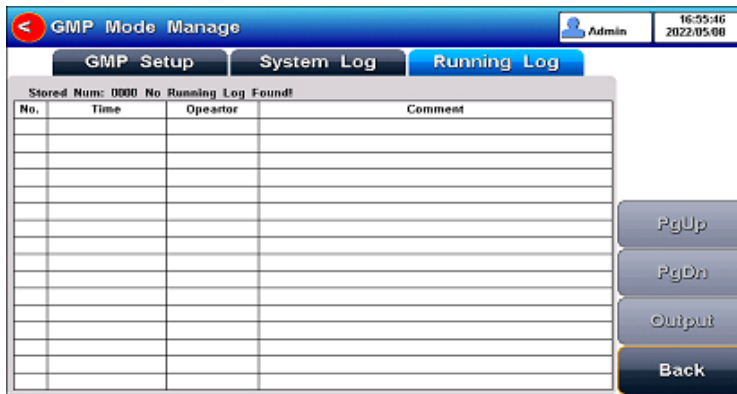 < GMP Mode Manage
Admin
16:55:46
2022/05/08
GMP Setup
System Log
Running Log
Stored Num: 0000 No Running Log Found!
No. Time Opeartor Comment
PgUp
PgDn
Output
Back